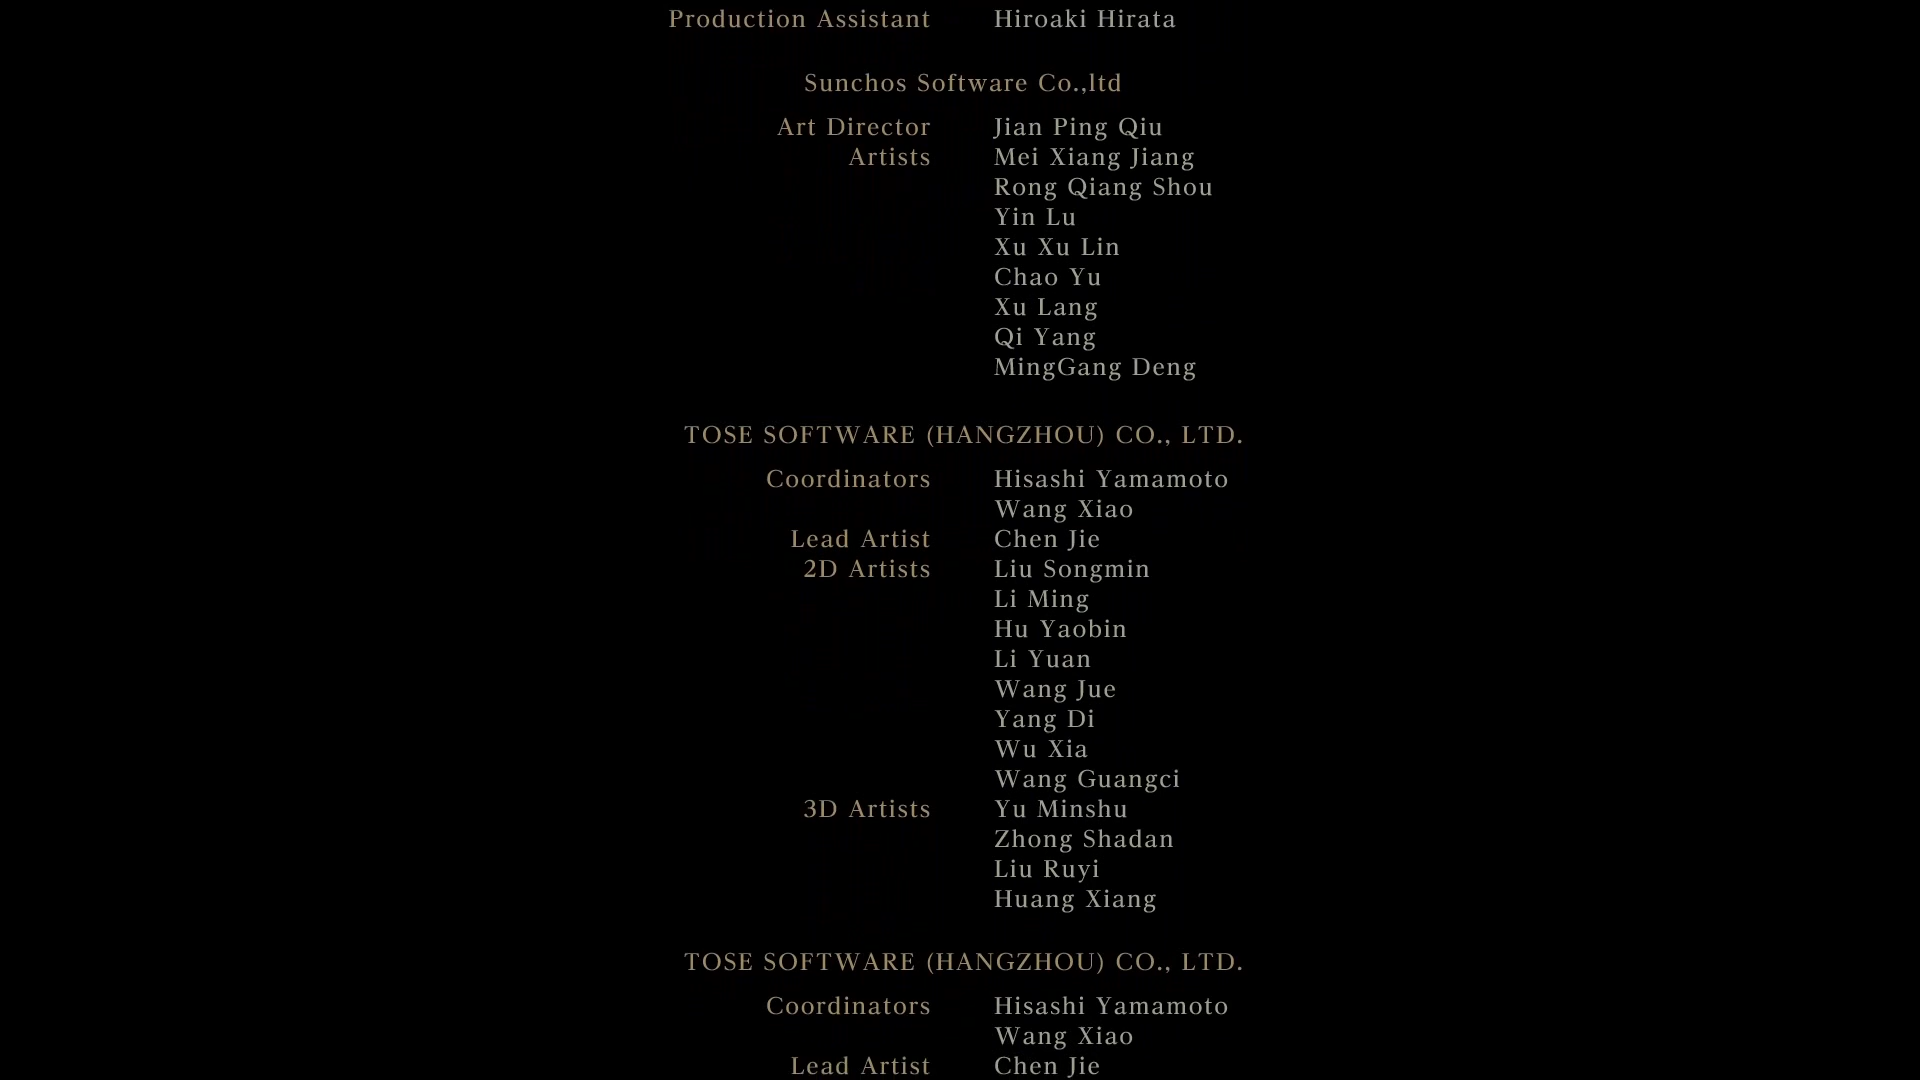 Production Assistant Hiroaki Hirata
Sunchos Software Co.,ltd
Art Director Jian Ping Qiu
Artists Mei Xiang Jiang
Rong Qiang Shou
Yin Lu
Xu Xu Lin
Chao Yu
Xu Lang
Qi Yang
MingGang Deng
TOSE SOFTWARE (HANGZHOU) CO., LTD.
Coordinators Hisashi Yamamoto
Wang Xiao
Lead Artist Chen Jie
2D Artists Liu Songmin
Li Ming
Hu Yaobin
Li Yuan
Wang Jue
Yang Di
Wu Xia
Wang Guangci
3D Artists Yu Minshu
Zhong Shadan
Liu Ruyi
Huang Xiang
TOSE SOFTWARE (HANGZHOU) CO., LTD.
Coordinators Hisashi Yamamoto
Wang Xiao
Lead Artist Chen Jie